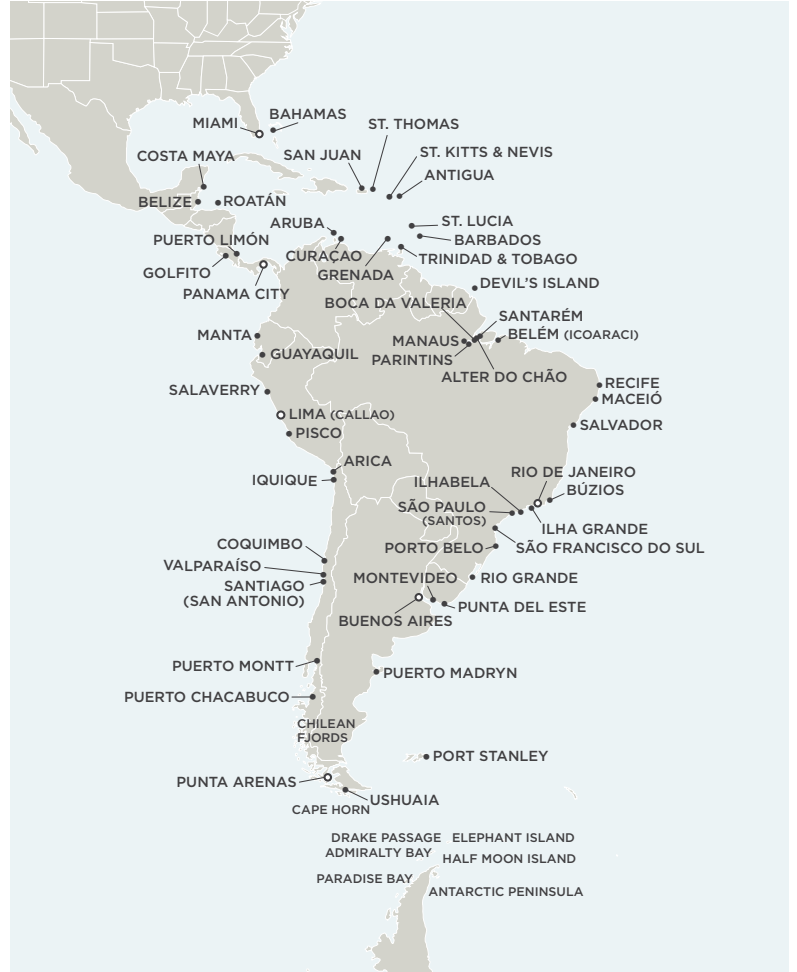 BAHAMAS
MIAMI
ST. THOMAS
COSTA MAYA
SAN JUAN
ST. KITTS & NEVIS
ANTIGUA
BELIZE
ROATÁN
ARUBA
ST. LUCIA
PUERTO LIMÓN
BARBADOS
CURAÇAO
TRINIDAD & TOBAGO
GOLFITO
GRENADA
PANAMA CITY
DEVIL'S ISLAND
BOCA DA VALERIA
SANTARÉM
MANTA
MANAUS
BELÉM (ICOARACI)
GUAYAQUIL
PARINTINS
ALTER DO CHÃO
SALAVERRY
RECIFE
MACEIÓ
LIMA (CALLAO)
SALVADOR
PISCO
ARICA
RIO DE JANEIRO
IQUIQUE
ILHABELA
BÚZIOS
SÃO PAULO
(SANTOS)
ILHA GRANDE
COQUIMBO
PORTO BELO
SÃO FRANCISCO DO SUL
VALPARAÍSO
MONTEVIDEO
RIO GRANDE
SANTIAGO
(SAN ANTONIO)
PUNTA DEL ESTE
BUENOS AIRES
PUERTO MONTT
PUERTO MADRYN
PUERTO CHACABUCO
CHILEAN
FJORDS
PORT STANLEY
PUNTA ARENAS
USHUAIA
CAPE HORN
DRAKE PASSAGE
ELEPHANT ISLAND
ADMIRALTY BAY
HALF MOON ISLAND
PARADISE BAY
ANTARCTIC PENINSULA